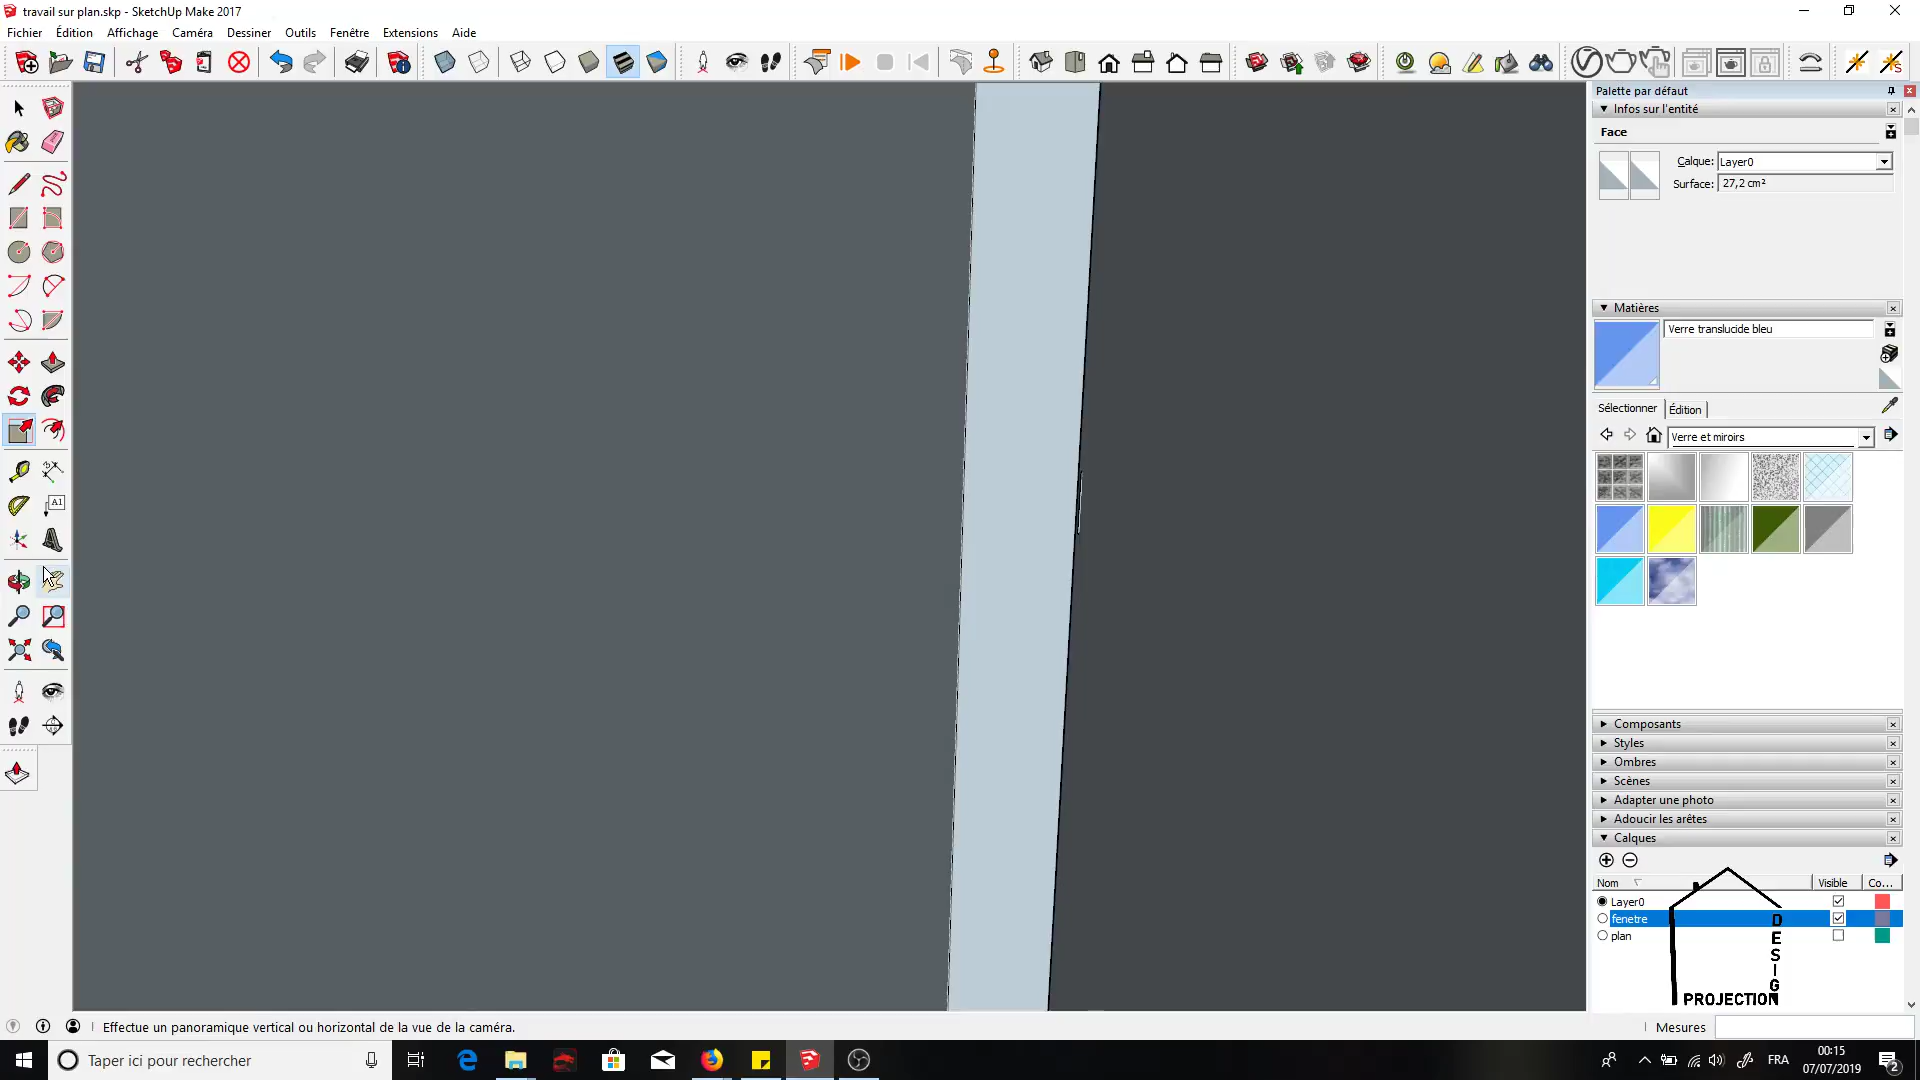 travail sur plan.skp - SketchUp Make 2017
Fichier Édition Affichage Caméra Dessiner Outils Fenêtre Extensions Aide
Palette par défaut
Infos sur l'entité
Face
Calque: Layer0
Surface: 27,2 cm²
Matières
Verre translucide bleu
Sélectionner Édition
Verre et miroirs
A1
Composants
Styles
Ombres
Scènes
Adapter une photo
Adoucir les arêtes
Calques
Nom Visible Co...
Layer0
fenetre
plan
DESIGN
PROJECTION
Effectue un panoramique vertical ou horizontal de la vue de la caméra.
Mesures
Taper ici pour rechercher
FRA
00:15
07/07/2019
2